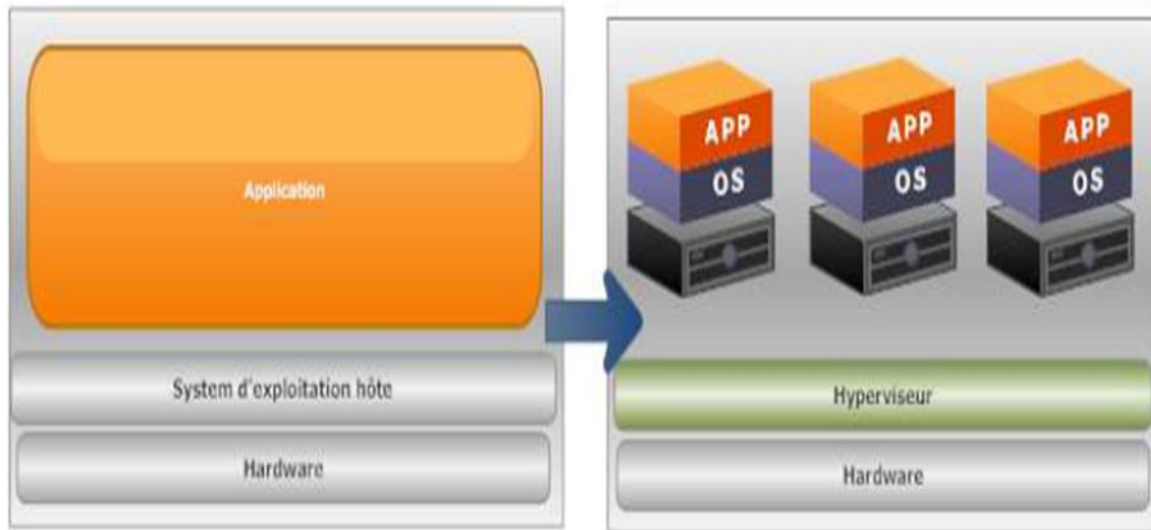 Application
System d'exploitation hôte
Hardware
APP
OS
APP
OS
APP
OS
Hyperviseur
Hardware